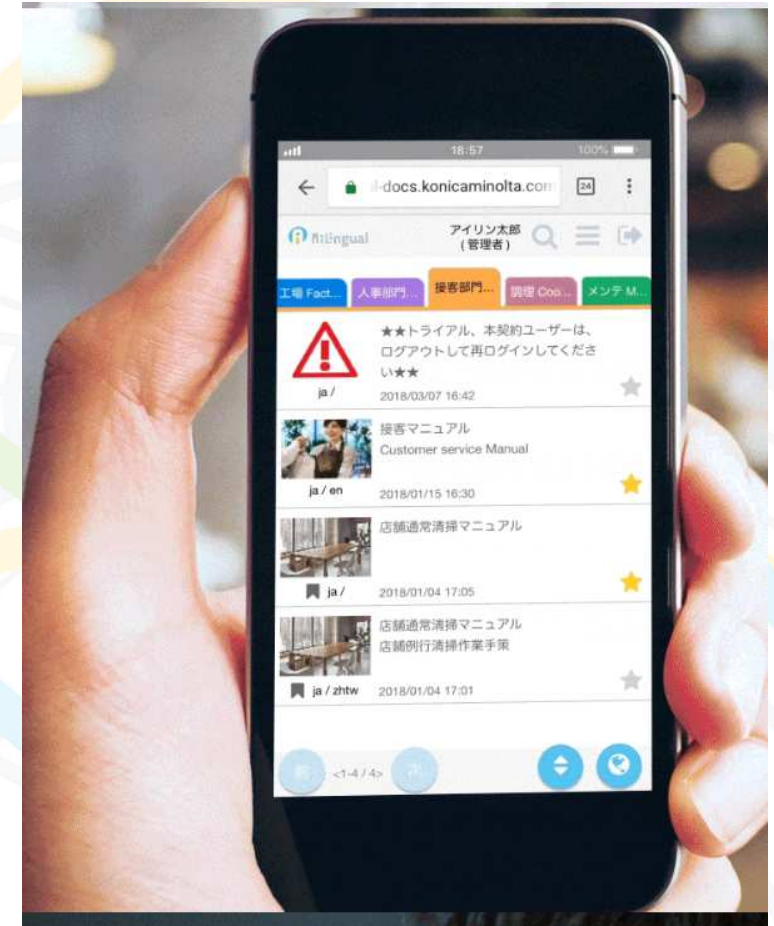 18:57
100%
l-docs.konicaminolta.com
24
Ailingual
アイリン太郎
(管理者)
工場 Fact...
人事部門...
接客部門...
調理 Coo...
メンテ M...
★★トライアル、本契約ユーザーは、
ログアウトして再ログインしてくださ
い★★
ja /
2018/03/07 16:42
接客マニュアル
Customer service Manual
ja / en
2018/01/15 16:30
店舗通常清掃マニュアル
ja /
2018/01/04 17:05
店舗通常清掃マニュアル
店鋪例行清掃作業手策
ja / zhtw
2018/01/04 17:01
<1-4 / 4>